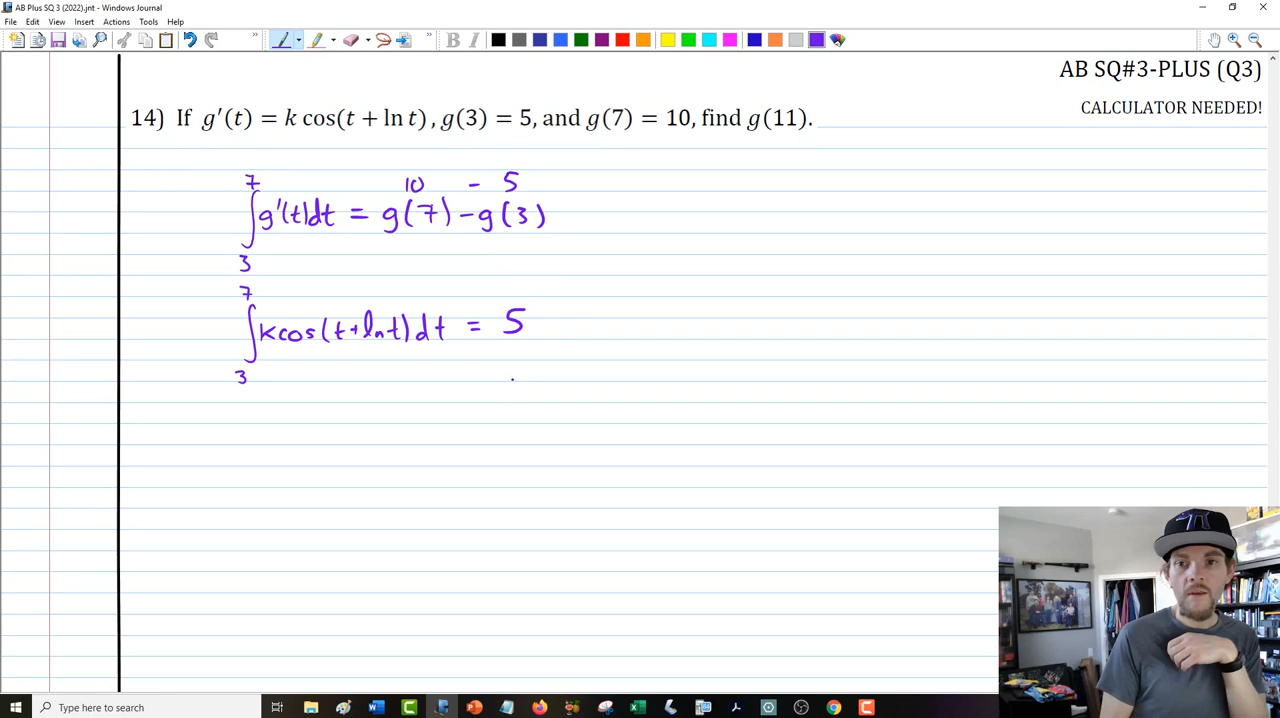 AB Plus SQ 3 (2022).jnt - Windows Journal
File Edit View Insert Actions Tools Help
AB SQ#3-PLUS (Q3)
CALCULATOR NEEDED!
14) If g′(t) = k cos(t + ln t), g(3) = 5, and g(7) = 10, find g(11).
7 10 - 5
∫g'(t)dt = g(7) - g(3)
3
7
∫kcos(t+lnt)dt = 5
3
Type here to search